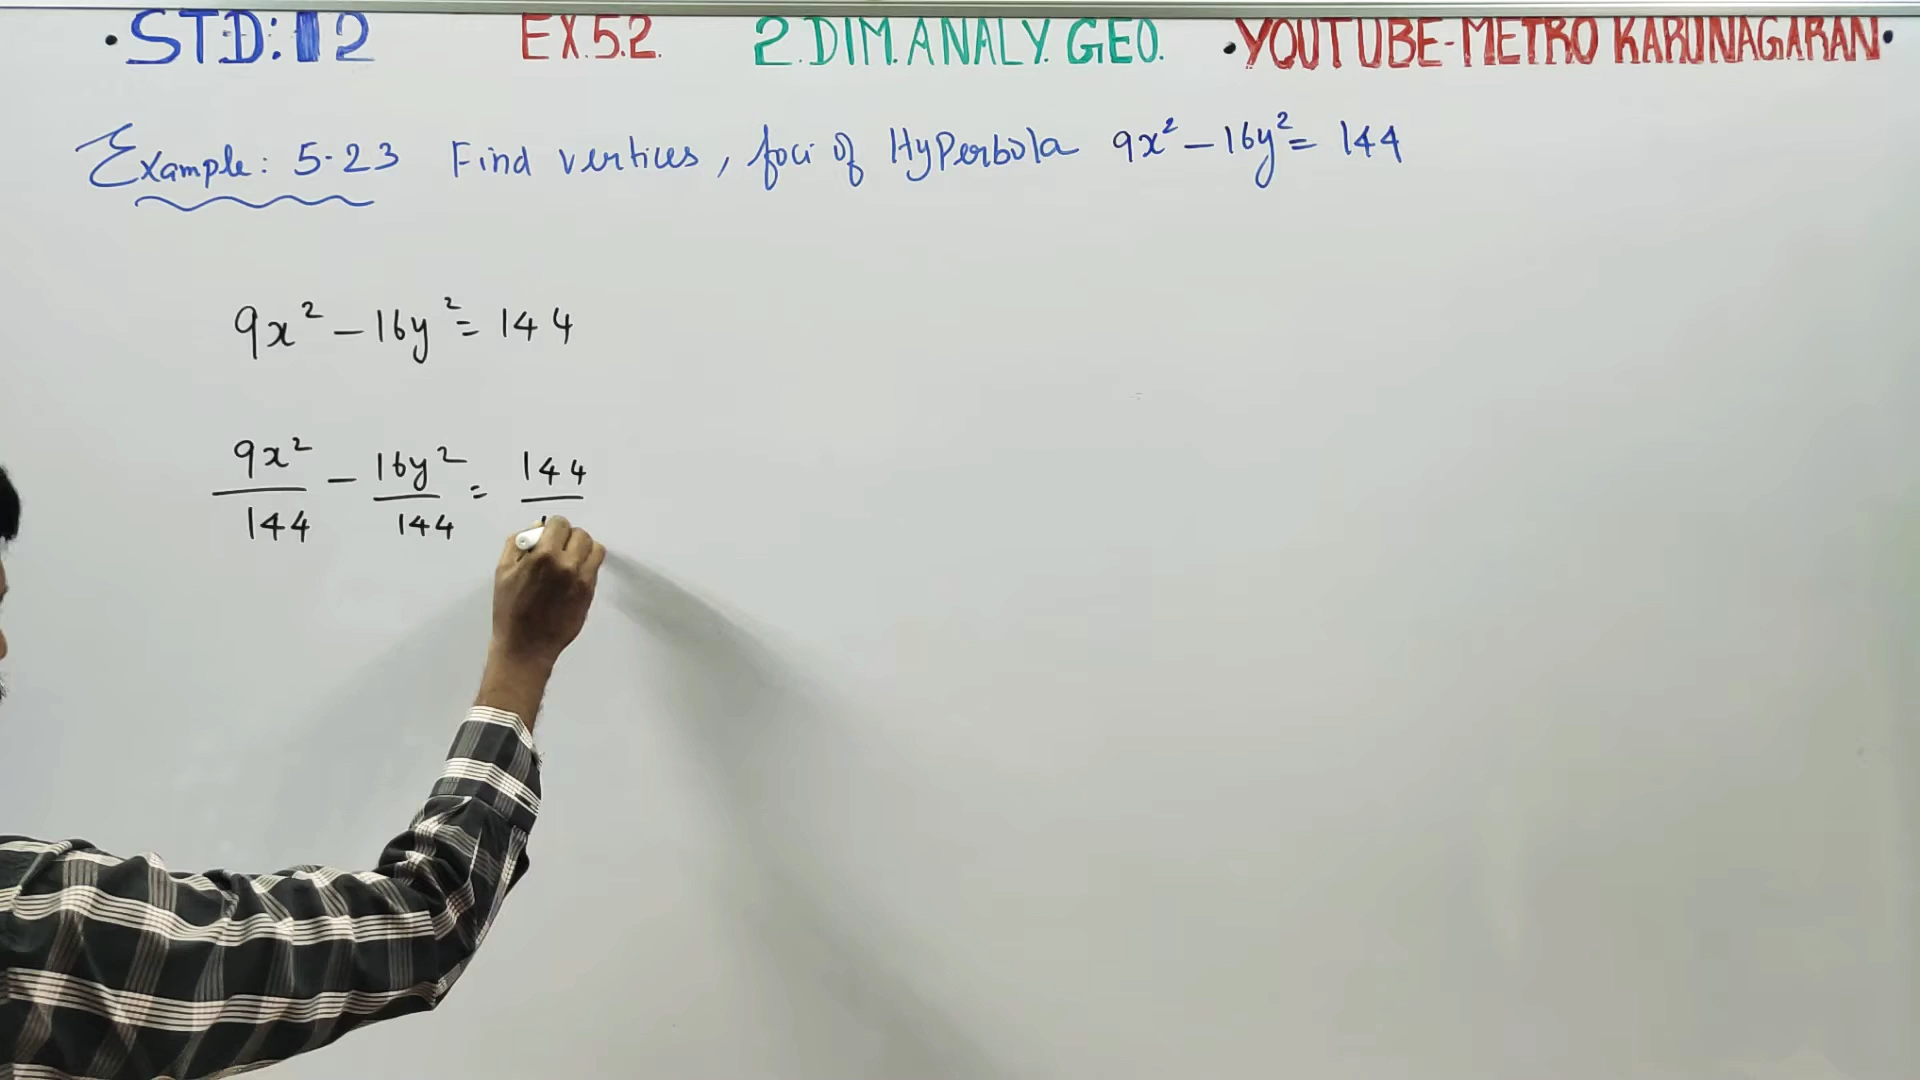 •STD: 12 EX.5.2. 2.DIM.ANALY.GEO. •YOUTUBE-METRO KARUNAGARAN•
Example: 5.23 Find vertices, foci of HyPerbola 9x² - 16y² = 144
9x² - 16y² = 144
9x²/144 - 16y²/144 = 144/1